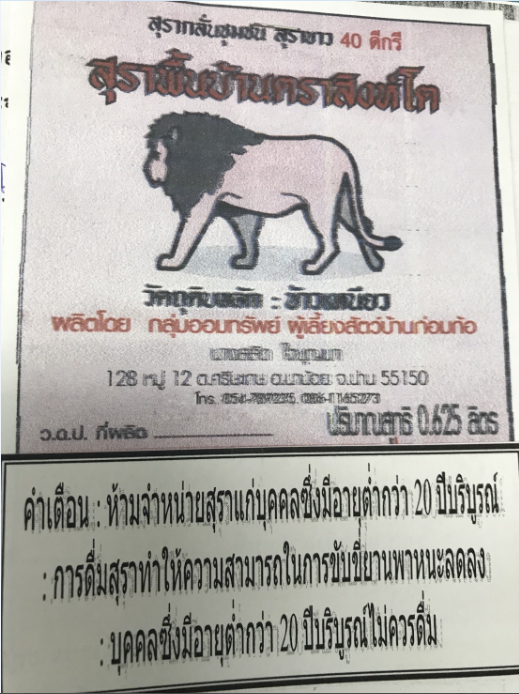 สุรากลั่นชุมชน สุราขาว 40 ดีกรี
สุราพื้นบ้านตราสิงห์โต
วัตถุดิบหลัก : ข้าวเหนียว
ผลิตโดย กลุ่มออมทรัพย์ ผู้เลี้ยงสัตว์บ้านก่อมก้อ
128 หมู่ 12 ต.ศรีษะเกษ อ.นาน้อย จ.น่าน 55150
โทร.
ว.ด.ป. ที่ผลิต
ปริมาณสุทธิ 0.625 ลิตร
คำเตือน : ห้ามจำหน่ายสุราแก่บุคคลซึ่งมีอายุต่ำกว่า 20 ปีบริบูรณ์
: การดื่มสุราทำให้ความสามารถในการขับขี่ยานพาหนะลดลง
: บุคคลซึ่งมีอายุต่ำกว่า 20 ปีบริบูรณ์ไม่ควรดื่ม